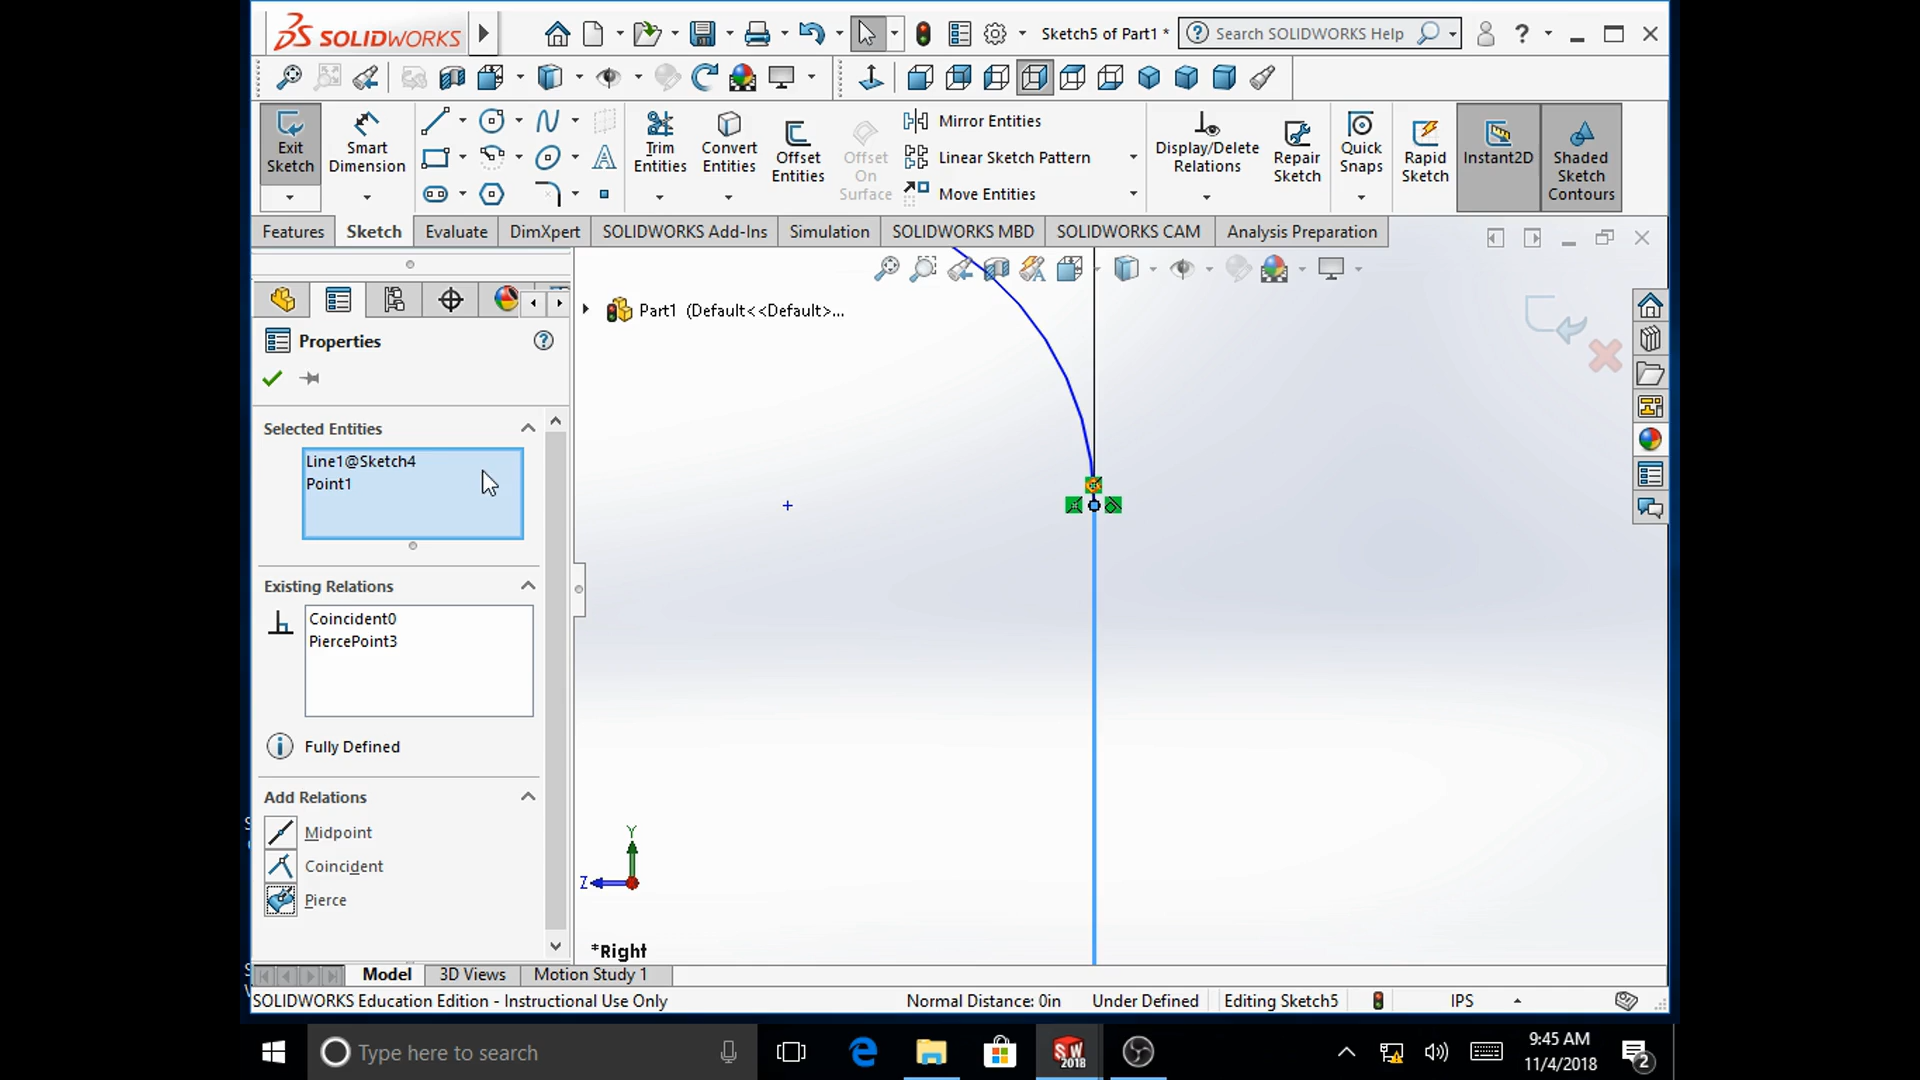 SOLIDWORKS
Sketch5 of Part1 *
Search SOLIDWORKS Help
Exit Sketch
Smart Dimension
Trim Entities
Convert Entities
Offset Entities
Offset On Surface
Mirror Entities
Linear Sketch Pattern
Move Entities
Display/Delete Relations
Repair Sketch
Quick Snaps
Rapid Sketch
Instant2D
Shaded Sketch Contours
Features
Sketch
Evaluate
DimXpert
SOLIDWORKS Add-Ins
Simulation
SOLIDWORKS MBD
SOLIDWORKS CAM
Analysis Preparation
Part1 (Default<<Default>...
Properties
Selected Entities
Line1@Sketch4
Point1
Existing Relations
Coincident0
PiercePoint3
Fully Defined
Add Relations
Midpoint
Coincident
Pierce
Y
Z
*Right
Model
3D Views
Motion Study 1
SOLIDWORKS Education Edition - Instructional Use Only
Normal Distance: 0in
Under Defined
Editing Sketch5
IPS
Type here to search
SW
2018
9:45 AM
11/4/2018
2